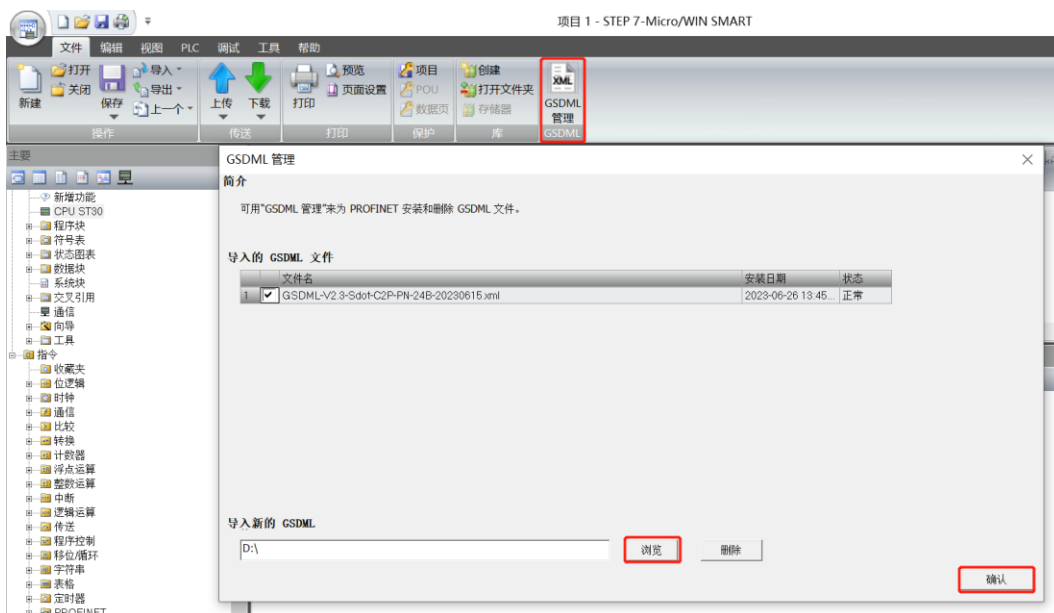 项目 1 - STEP 7-Micro/WIN SMART
文件 编辑 视图 PLC 调试 工具 帮助
新建 打开 关闭 保存 导入 导出 上一个
操作
上传 下载
传送
打印 预览 页面设置
打印
项目 POU 数据页
保护
创建 打开文件夹 存储器
库
XML GSDML 管理
GSDML
主要
新增功能
CPU ST30
程序块
符号表
状态图表
数据块
系统块
交叉引用
通信
向导
工具
指令
收藏夹
位逻辑
时钟
通信
比较
转换
计数器
浮点运算
整数运算
中断
逻辑运算
传送
程序控制
移位/循环
字符串
表格
定时器
PROFINET
GSDML 管理
简介
可用"GSDML 管理"来为 PROFINET 安装和删除 GSDML 文件。
导入的 GSDML 文件
文件名 安装日期 状态
1 GSDML-V2.3-Sdot-C2P-PN-24B-20230615.xml 2023-06-26 13:45... 正常
导入新的 GSDML
D:\ 浏览 删除
确认